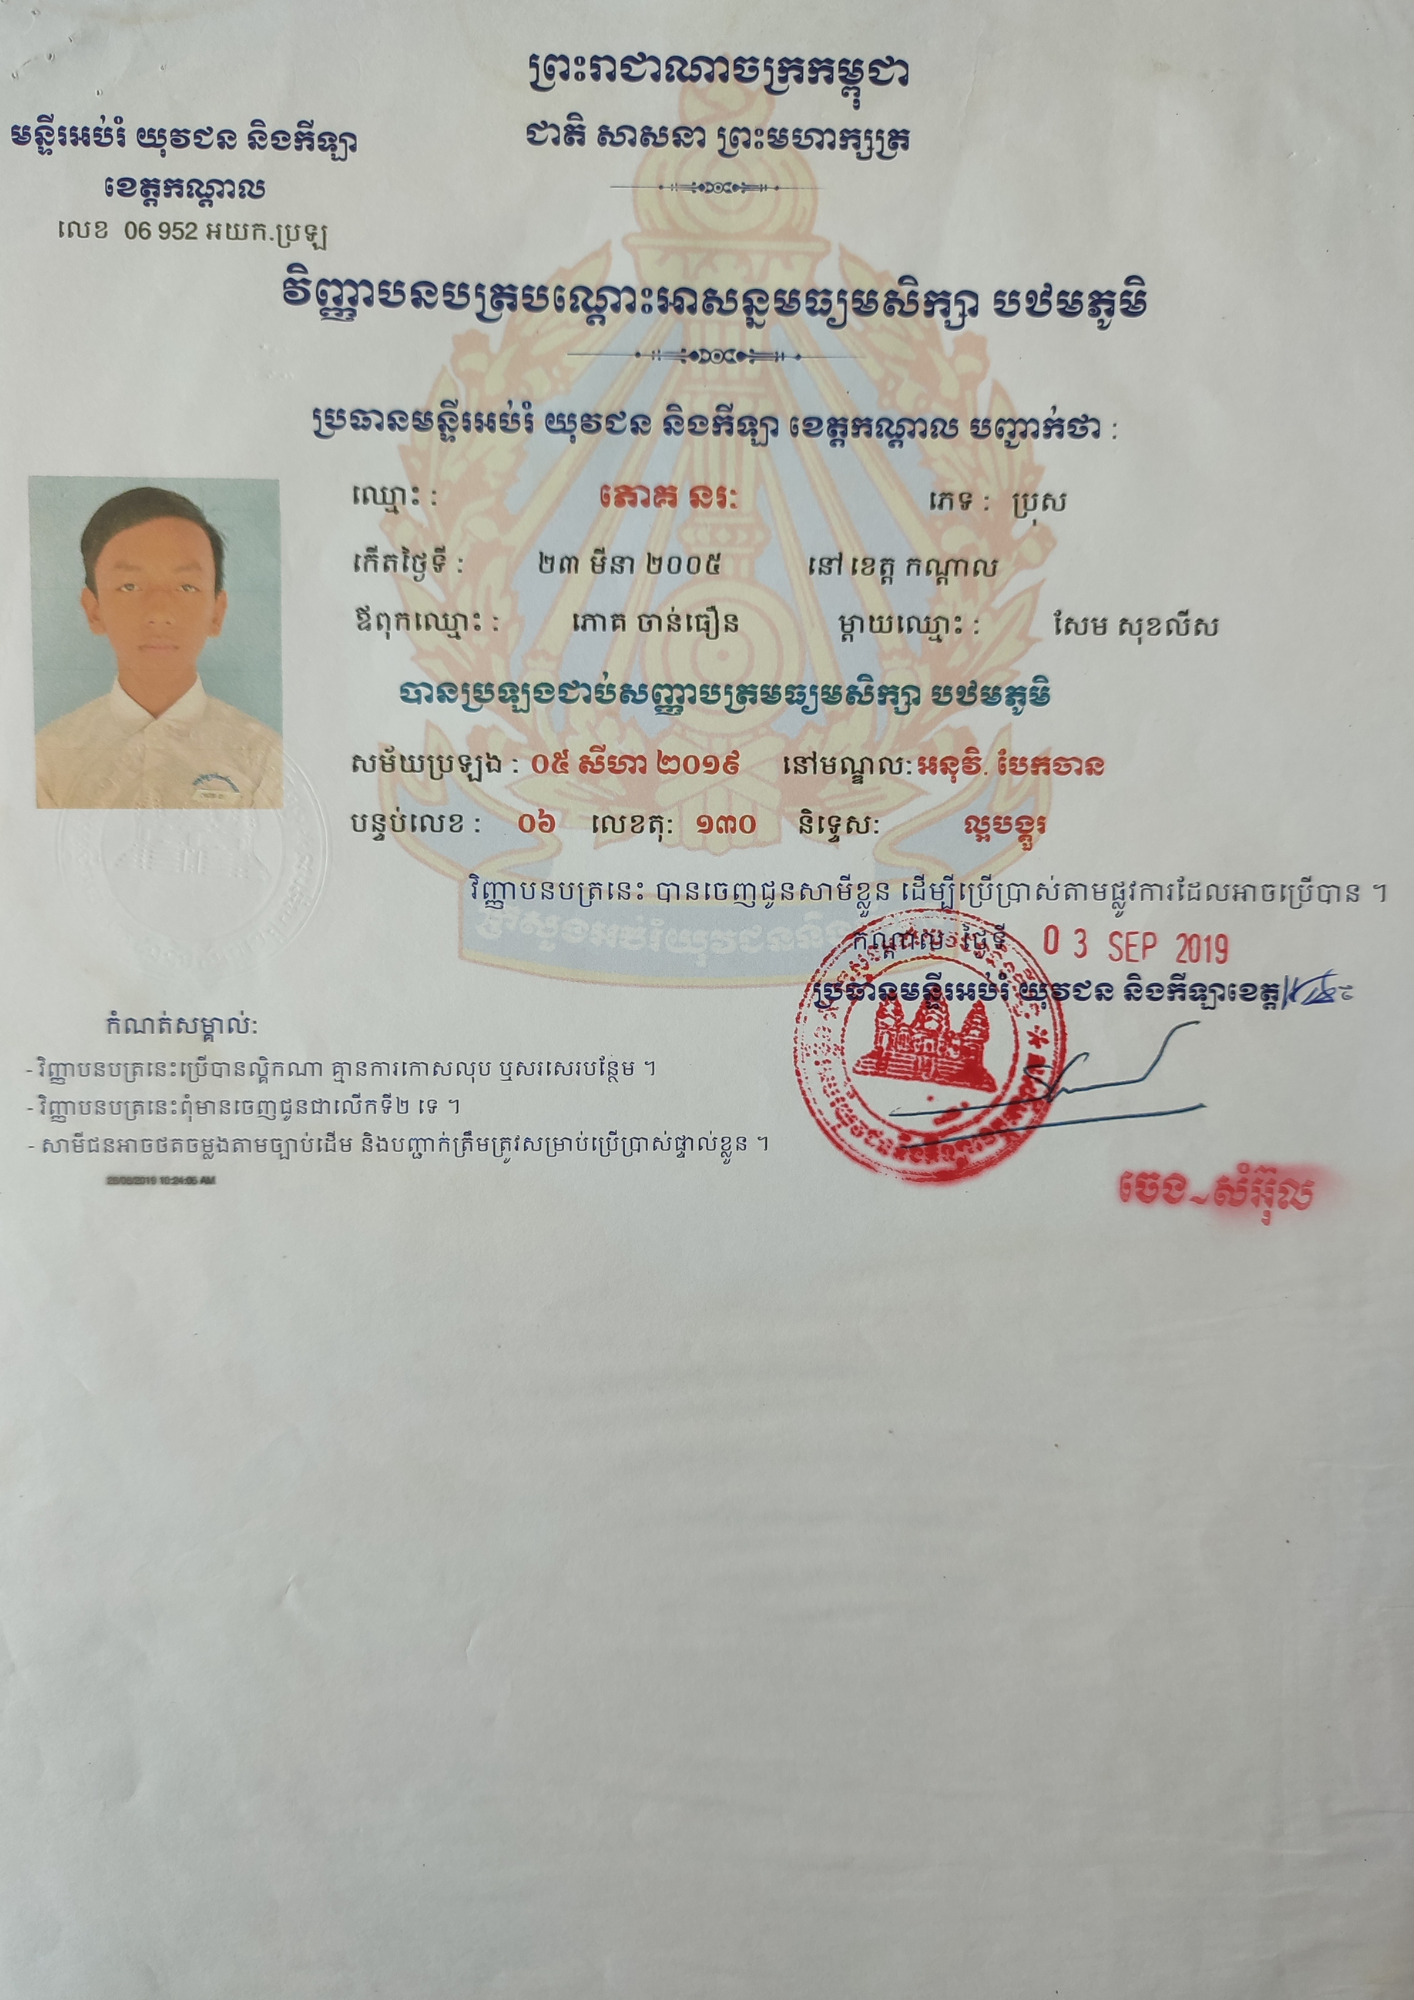 ព្រះរាជាណាចក្រកម្ពុជា
ជាតិ សាសនា ព្រះមហាក្សត្រ
មន្ទីរអប់រំ យុវជន និងកីឡា
ខេត្តកណ្តាល
លេខ 06 952 អយក.ប្រឡ
វិញ្ញាបនបត្របណ្តោះអាសន្នមធ្យមសិក្សា បឋមភូមិ
ប្រធានមន្ទីរអប់រំ យុវជន និងកីឡា ខេត្តកណ្តាល បញ្ជាក់ថា :
ឈ្មោះ : ភោគ នរៈ ភេទ : ប្រុស
កើតថ្ងៃទី : ២៣ មីនា ២០០៥ នៅ ខេត្ត កណ្តាល
ឪពុកឈ្មោះ : ភោគ ចាន់ធឿន ម្តាយឈ្មោះ : សែម សុខលីស
បានប្រឡងជាប់សញ្ញាបត្រមធ្យមសិក្សា បឋមភូមិ
សម័យប្រឡង : ០៥ សីហា ២០១៩ នៅមណ្ឌល: អនុវិ. បែកចាន
បន្ទប់លេខ : ០៦ លេខតុ: ១៣០ និទ្ទេស: ល្អបង្គួរ
វិញ្ញាបនបត្រនេះ បានចេញជូនសាមីខ្លួន ដើម្បីប្រើប្រាស់តាមផ្លូវការដែលអាចប្រើបាន ។
ក្រសួងអប់រំយុវជននិង
កណ្តាល ថ្ងៃទី 03 SEP 2019
ប្រធានមន្ទីរអប់រំ យុវជន និងកីឡាខេត្ត
កំណត់សម្គាល់:
- វិញ្ញាបនបត្រនេះប្រើបានល្គិកណា គ្មានការកោសលុប ឬសរសេរបន្ថែម ។
- វិញ្ញាបនបត្រនេះពុំមានចេញជូនជាលើកទី២ ទេ ។
- សាមីជនអាចថតចម្លងតាមច្បាប់ដើម និងបញ្ជាក់ត្រឹមត្រូវសម្រាប់ប្រើប្រាស់ផ្ទាល់ខ្លួន ។
ចេង សំអ៊ុល